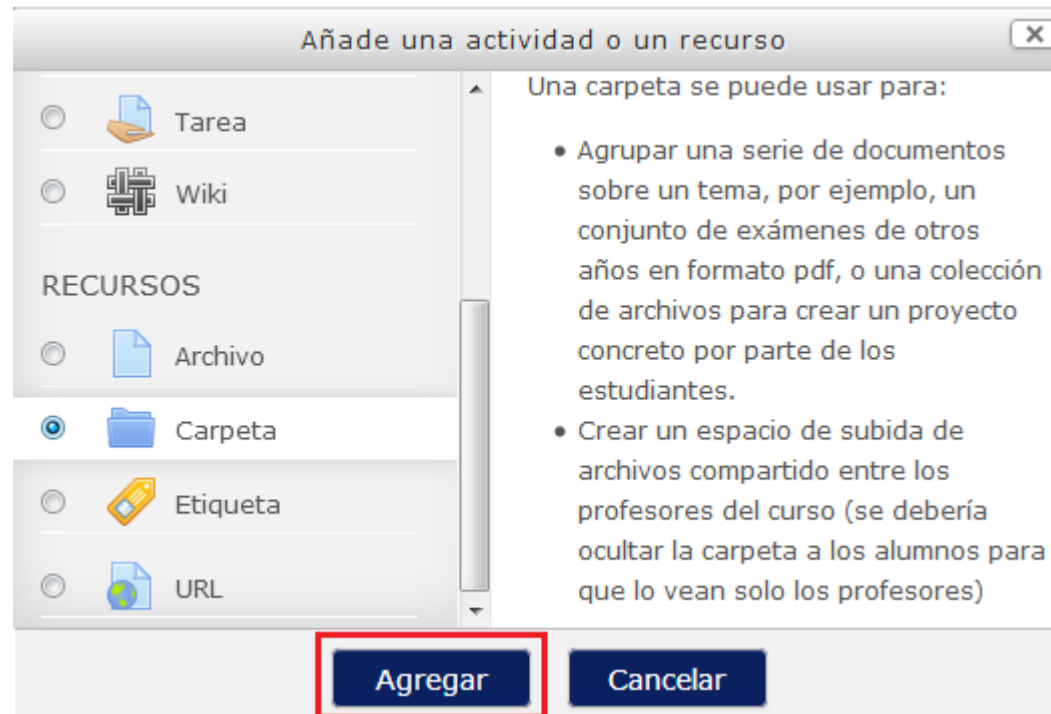 Añade una actividad o un recurso
Tarea
Wiki
RECURSOS
Archivo
Carpeta
Etiqueta
URL
Una carpeta se puede usar para:
• Agrupar una serie de documentos
sobre un tema, por ejemplo, un
conjunto de exámenes de otros
años en formato pdf, o una colección
de archivos para crear un proyecto
concreto por parte de los
estudiantes.
• Crear un espacio de subida de
archivos compartido entre los
profesores del curso (se debería
ocultar la carpeta a los alumnos para
que lo vean solo los profesores)
Agregar
Cancelar